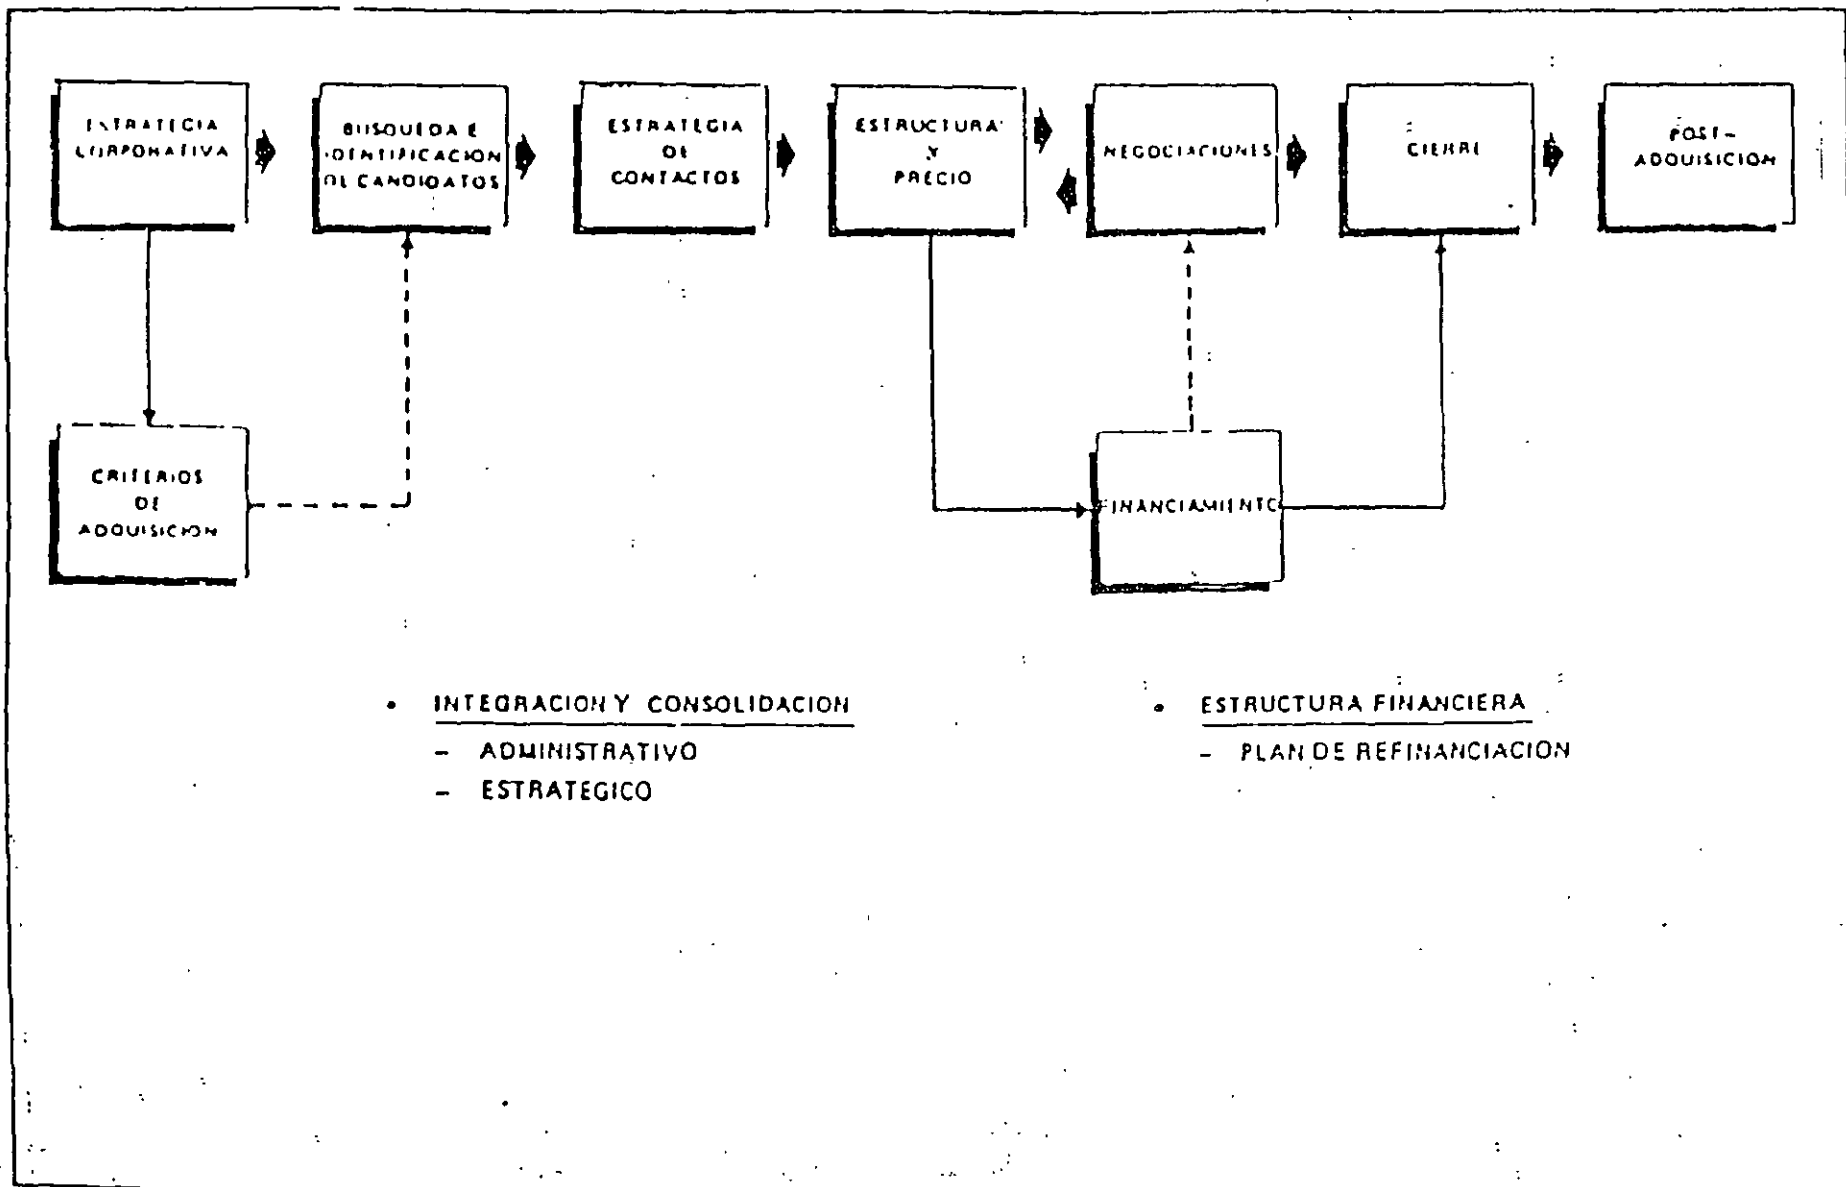 ESTRATEGIA
CORPORATIVA
BUSQUEDA E
IDENTIFICACION
DE CANDIDATOS
ESTRATEGIA
DE
CONTACTOS
ESTRUCTURA
Y
PRECIO
NEGOCIACIONES
CIERRE
POST-
ADQUISICION
CRITERIOS
DE
ADQUISICION
FINANCIAMIENTO
• INTEGRACION Y CONSOLIDACION
- ADMINISTRATIVO
- ESTRATEGICO
• ESTRUCTURA FINANCIERA
- PLAN DE REFINANCIACION